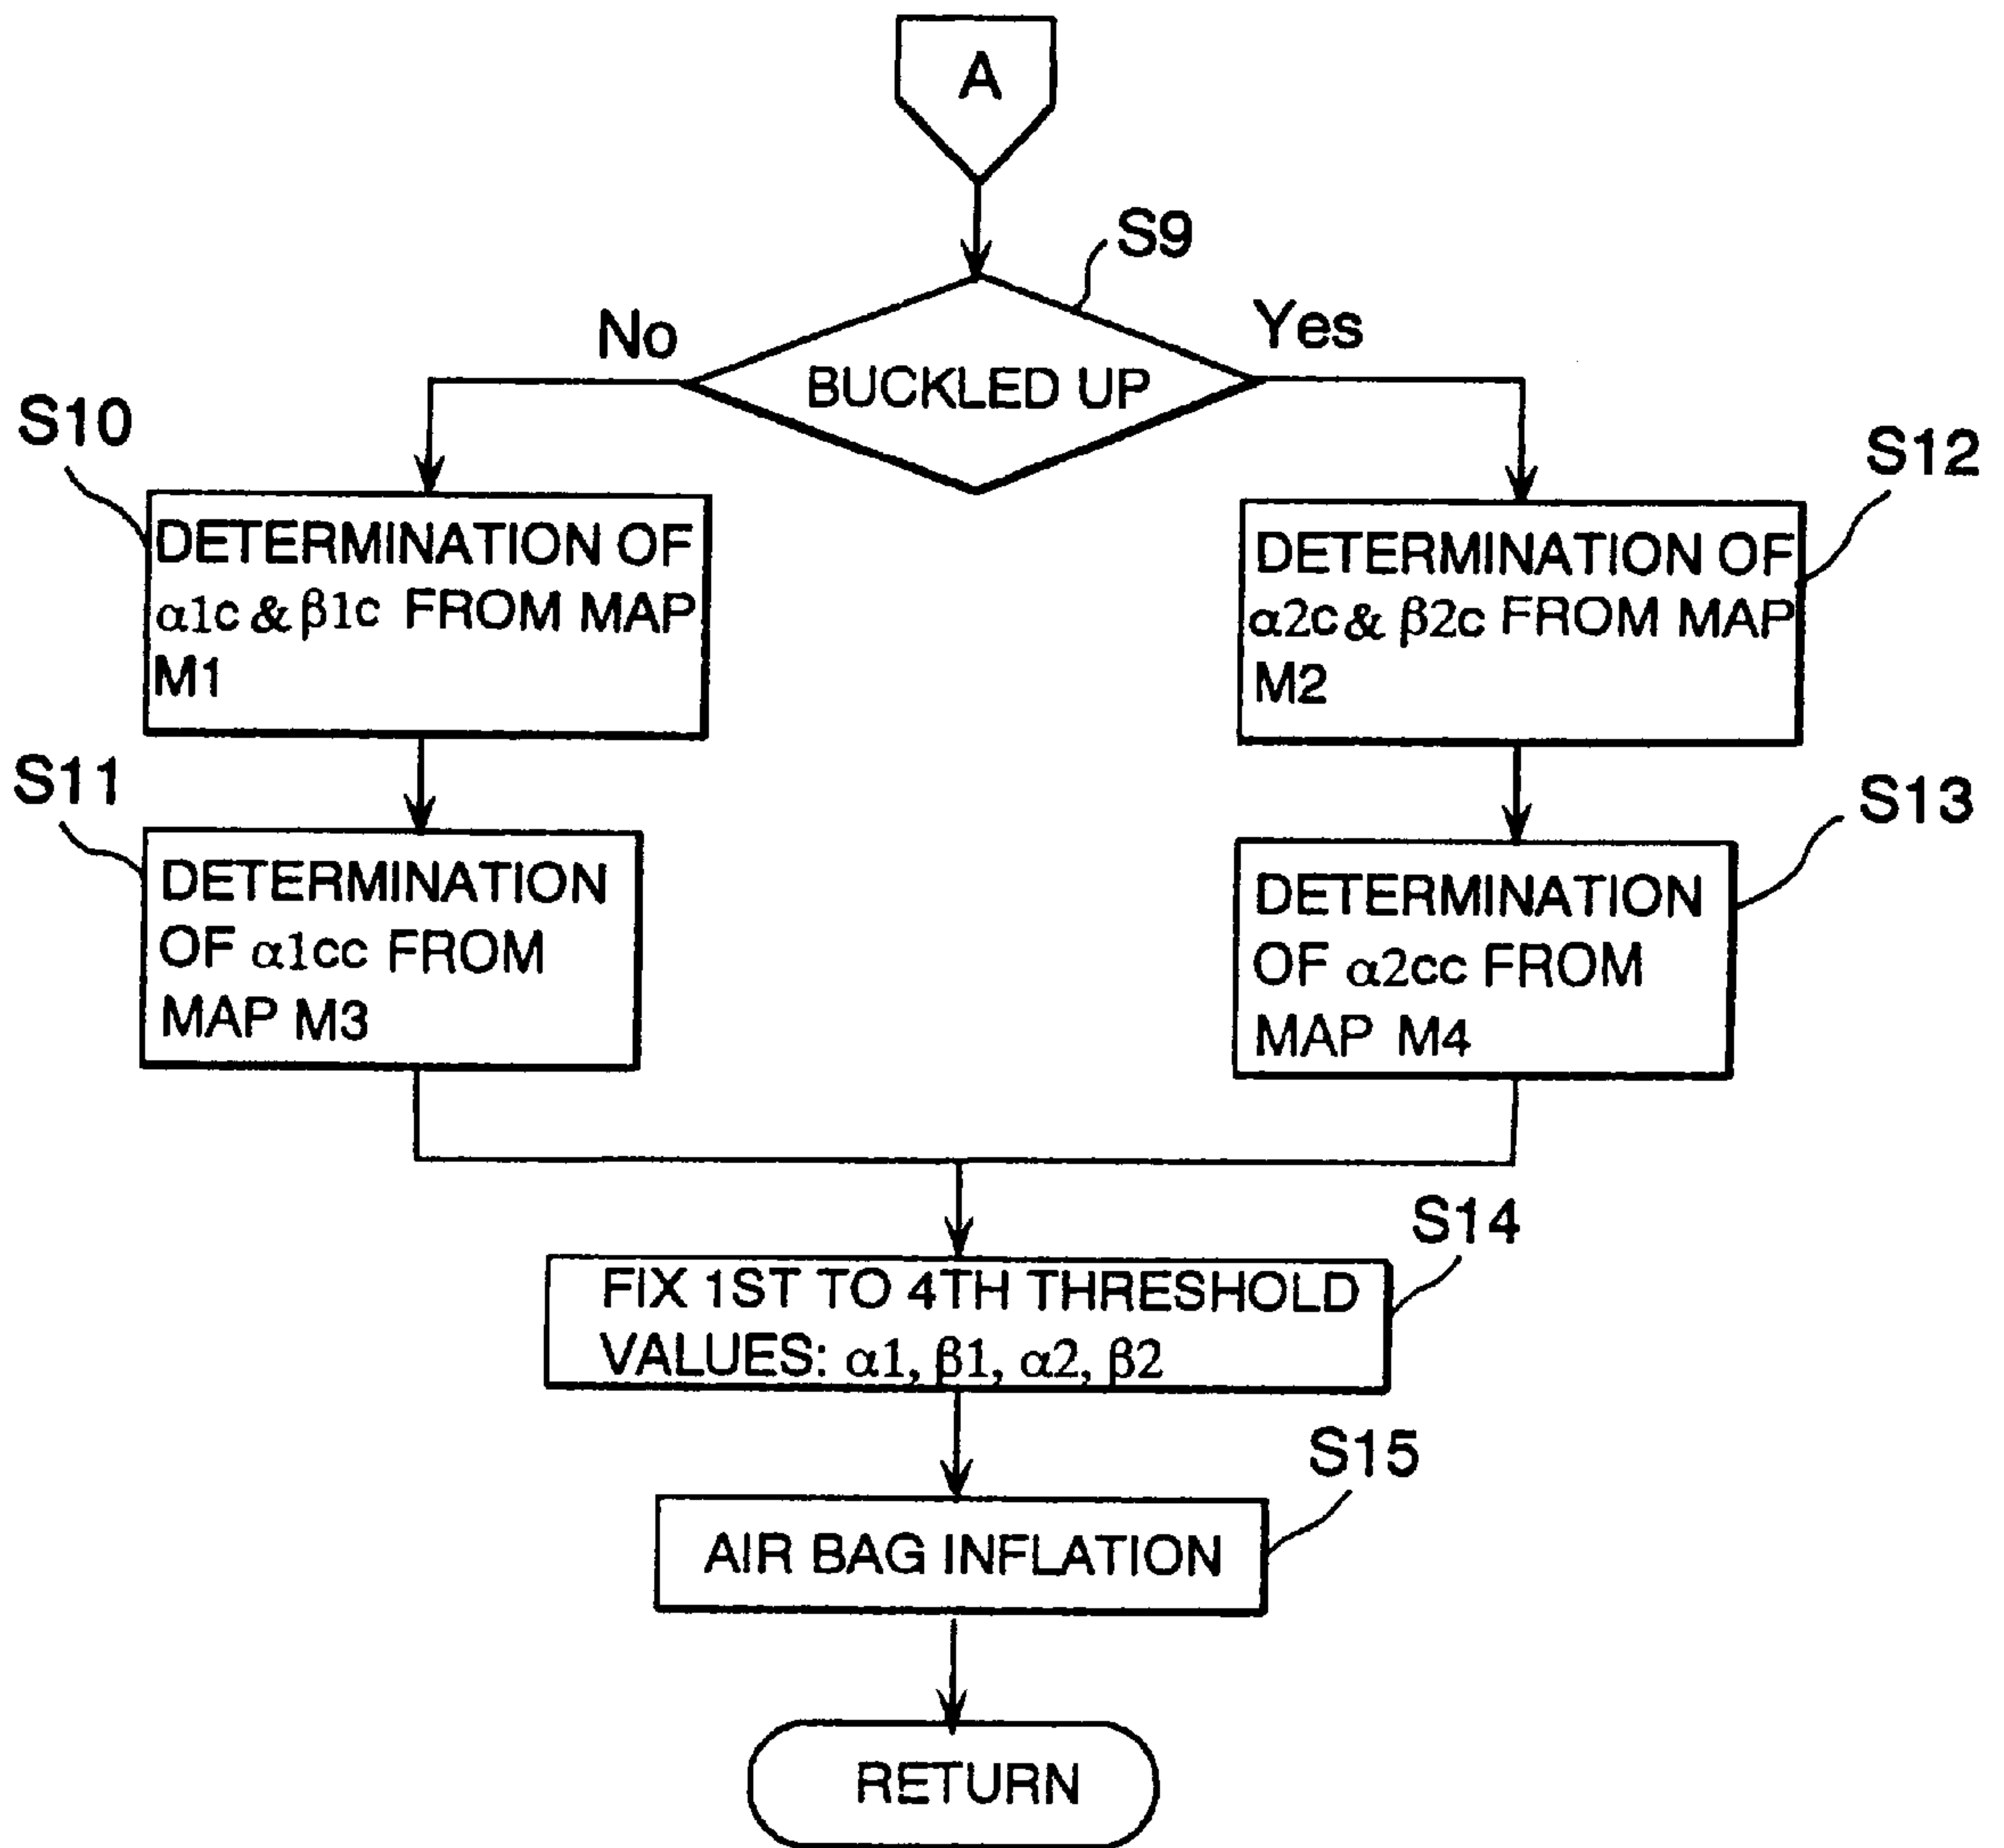 A
S9
No
Yes
BUCKLED UP
S10
S12
DETERMINATION OF
α1c & β1c FROM MAP
M1
DETERMINATION OF
α2c & β2c FROM MAP
M2
S11
S13
DETERMINATION
OF α1cc FROM
MAP M3
DETERMINATION
OF α2cc FROM
MAP M4
S14
FIX 1ST TO 4TH THRESHOLD
VALUES: α1, β1, α2, β2
S15
AIR BAG INFLATION
RETURN